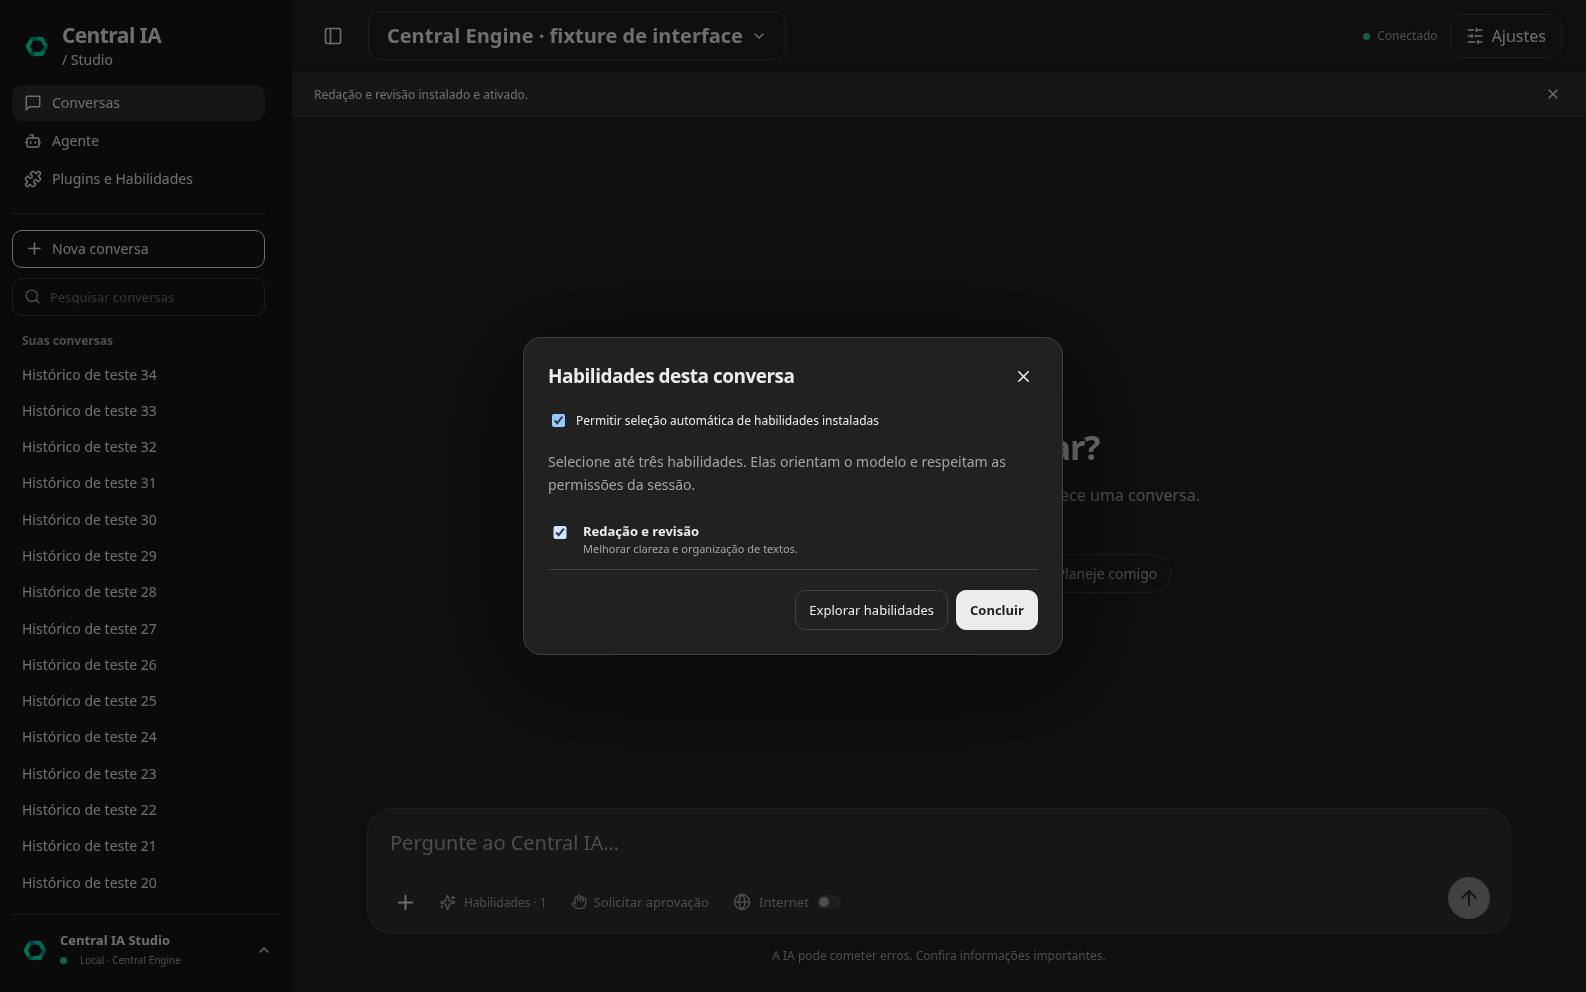 Central IA
/ Studio
Conversas
Agente
Plugins e Habilidades
Nova conversa
Pesquisar conversas
Suas conversas
Histórico de teste 34
Histórico de teste 33
Histórico de teste 32
Histórico de teste 31
Histórico de teste 30
Histórico de teste 29
Histórico de teste 28
Histórico de teste 27
Histórico de teste 26
Histórico de teste 25
Histórico de teste 24
Histórico de teste 23
Histórico de teste 22
Histórico de teste 21
Histórico de teste 20
Central IA Studio
Local · Central Engine
Central Engine · fixture de interface
Conectado
Ajustes
Redação e revisão instalado e ativado.
Habilidades desta conversa
Permitir seleção automática de habilidades instaladas
Selecione até três habilidades. Elas orientam o modelo e respeitam as
permissões da sessão.
Redação e revisão
Melhorar clareza e organização de textos.
Explorar habilidades
Concluir
ar?
ece uma conversa.
Planeje comigo
Pergunte ao Central IA...
Habilidades · 1
Solicitar aprovação
Internet
A IA pode cometer erros. Confira informações importantes.